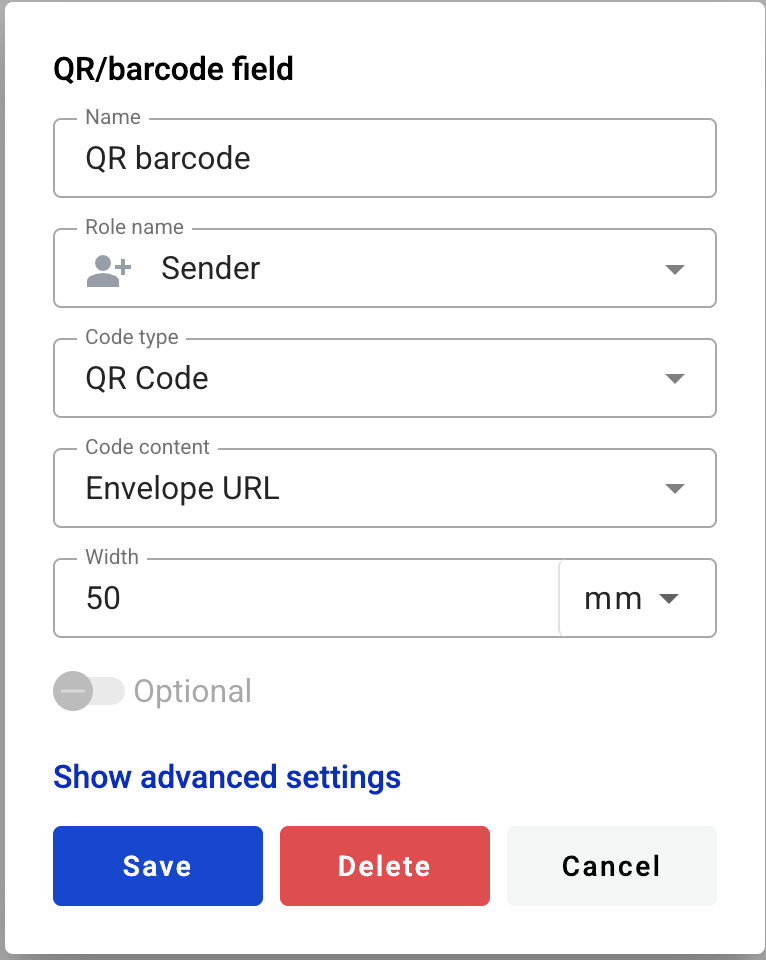 QR/barcode field
Name
QR barcode
Role name
Sender
Code type
QR Code
Code content
Envelope URL
Width
50 mm
Optional
Show advanced settings
Save Delete Cancel